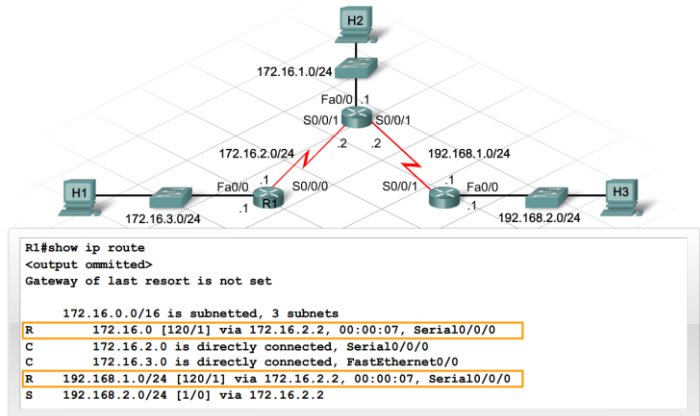 H2
172.16.1.0/24
Fa0/0 .1
S0/0/1 S0/0/1
.2 .2
172.16.2.0/24 192.168.1.0/24
H1 Fa0/0 .1 S0/0/0 S0/0/1 .1 Fa0/0 H3
.1 R1 .1
172.16.3.0/24 192.168.2.0/24
R1#show ip route
<output ommitted>
Gateway of last resort is not set
172.16.0.0/16 is subnetted, 3 subnets
R 172.16.0 [120/1] via 172.16.2.2, 00:00:07, Serial0/0/0
C 172.16.2.0 is directly connected, Serial0/0/0
C 172.16.3.0 is directly connected, FastEthernet0/0
R 192.168.1.0/24 [120/1] via 172.16.2.2, 00:00:07, Serial0/0/0
S 192.168.2.0/24 [1/0] via 172.16.2.2